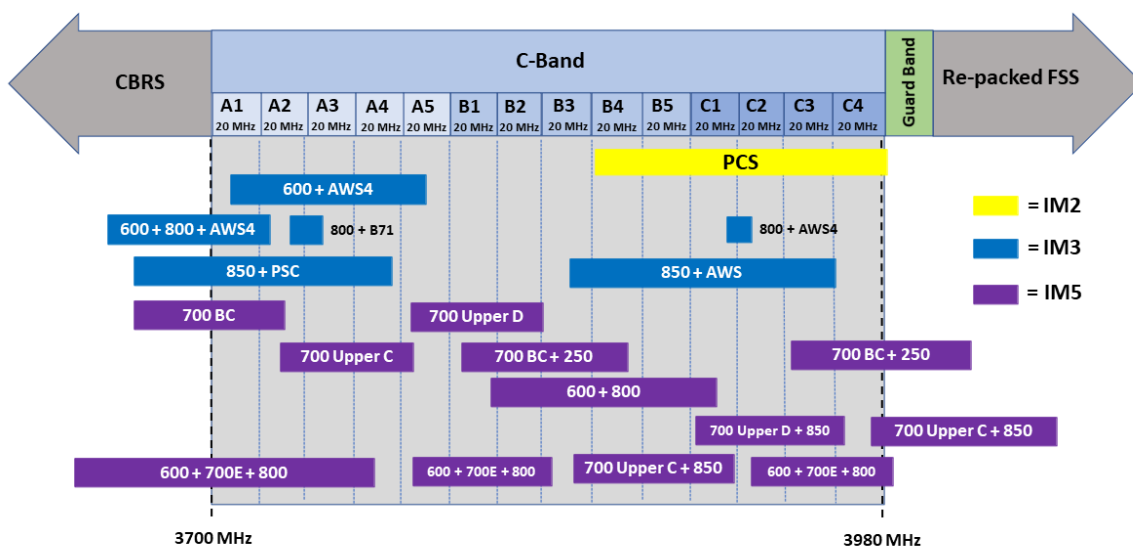 C-Band
CBRS
Guard Band
Re-packed FSS
A1 A2 A3 A4 A5 B1 B2 B3 B4 B5 C1 C2 C3 C4
20 MHz 20 MHz 20 MHz 20 MHz 20 MHz 20 MHz 20 MHz 20 MHz 20 MHz 20 MHz 20 MHz 20 MHz 20 MHz 20 MHz
PCS
600 + AWS4
= IM2
600 + 800 + AWS4
800 + B71
800 + AWS4
= IM3
850 + PSC
850 + AWS
= IM5
700 BC
700 Upper D
700 Upper C
700 BC + 250
700 BC + 250
600 + 800
700 Upper D + 850
700 Upper C + 850
600 + 700E + 800
600 + 700E + 800
700 Upper C + 850
600 + 700E + 800
3700 MHz
3980 MHz